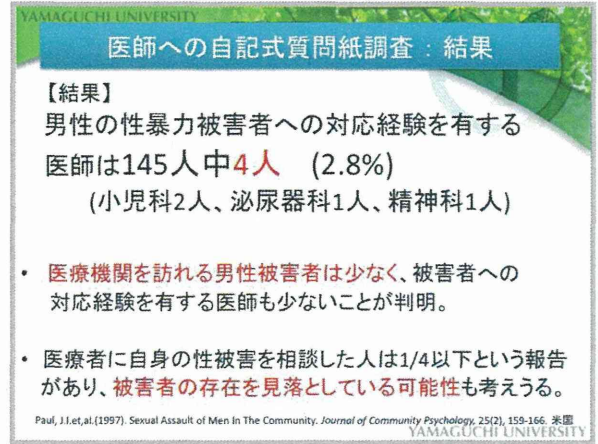 YAMAGUCHI UNIVERSITY
医師への自記式質問紙調査：結果
【結果】
男性の性暴力被害者への対応経験を有する
医師は145人中4人 (2.8%)
(小児科2人、泌尿器科1人、精神科1人)
• 医療機関を訪れる男性被害者は少なく、被害者への
対応経験を有する医師も少ないことが判明。
• 医療者に自身の性被害を相談した人は1/4以下という報告
があり、被害者の存在を見落としている可能性も考えうる。
Paul, J.I.et,al.(1997). Sexual Assault of Men In The Community. Journal of Community Psychology, 25(2), 159-166. 米国
YAMAGUCHI UNIVERSITY